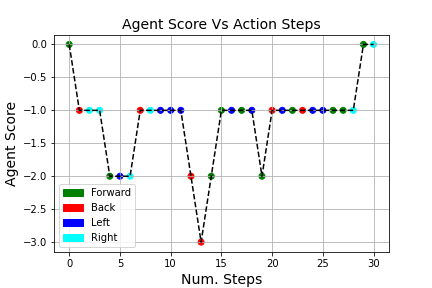 Agent Score Vs Action Steps
Agent Score
0.0
−0.5
−1.0
−1.5
−2.0
−2.5
−3.0
Forward
Back
Left
Right
0 5 10 15 20 25 30
Num. Steps